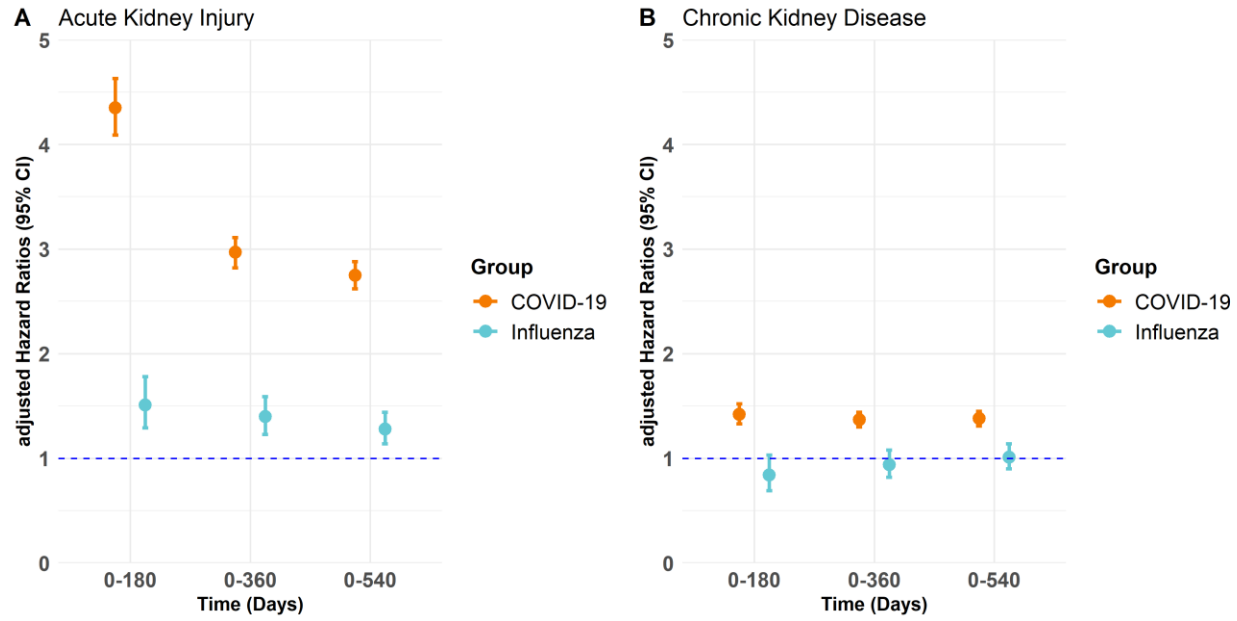 A Acute Kidney Injury
adjusted Hazard Ratios (95% CI)
5
4
3
2
1
0
0-180 0-360 0-540
Time (Days)
Group
COVID-19
Influenza
B Chronic Kidney Disease
adjusted Hazard Ratios (95% CI)
5
4
3
2
1
0
0-180 0-360 0-540
Time (Days)
Group
COVID-19
Influenza